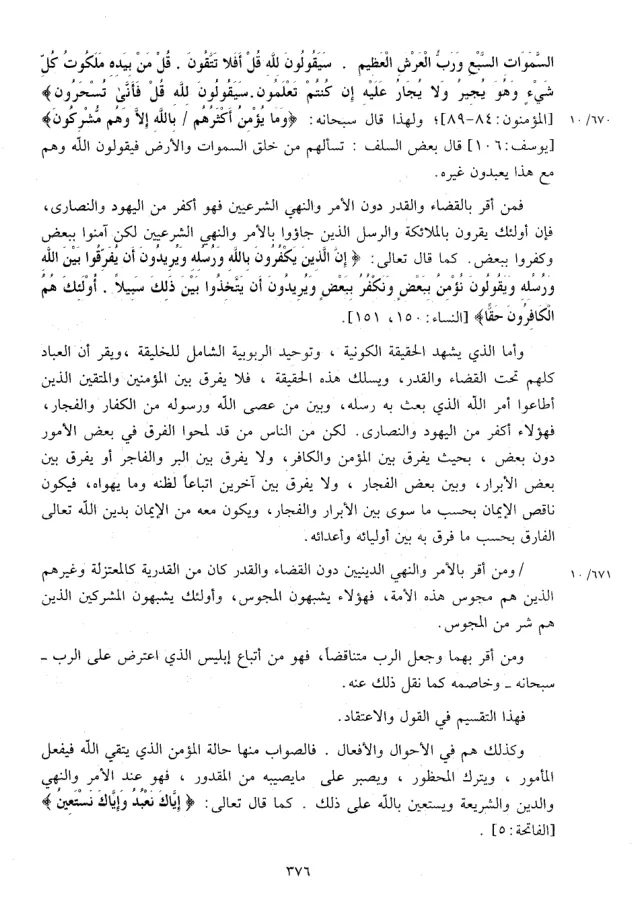 السَّمَوَاتِ السَّبْعِ وَرَبُّ الْعَرْشِ الْعَظِيمِ . سَيَقُولُونَ لِلَّهِ قُلْ أَفَلا تَتَّقُونَ . قُلْ مَنْ بِيَدِهِ مَلَكُوتُ كُلِّ
شَيْءٍ وَهُوَ يُجِيرُ وَلا يُجَارُ عَلَيْهِ إِن كُنتُمْ تَعْلَمُونَ. سَيَقُولُونَ لِلَّهِ قُلْ فَأَنَّىٰ تُسْحَرُونَ﴾
[المؤمنون:٨٤-٨٩]؛ ولهذا قال سبحانه: ﴿وَمَا يُؤْمِنُ أَكْثَرُهُم / بِاللَّهِ إِلاَّ وَهُم مُّشْرِكُونَ﴾ ١٠/٦٧٠
[يوسف:١٠٦] قال بعض السلف : تسألهم من خلق السموات والأرض فيقولون الله وهم
مع هذا يعبدون غيره.
فمن أقر بالقضاء والقدر دون الأمر والنهي الشرعيين فهو أكفر من اليهود والنصارى،
فإن أولئك يقرون بالملائكة والرسل الذين جاؤوا بالأمر والنهي الشرعيين لكن آمنوا ببعض
وكفروا ببعض. كما قال تعالى: ﴿ إِنَّ الَّذِينَ يَكْفُرُونَ بِاللَّهِ وَرُسُلِهِ وَيُرِيدُونَ أَن يُفَرِّقُوا بَيْنَ اللَّهِ
وَرُسُلِهِ وَيَقُولُونَ نُؤْمِنُ بِبَعْضٍ وَنَكْفُرُ بِبَعْضٍ وَيُرِيدُونَ أَن يَتَّخِذُوا بَيْنَ ذَلِكَ سَبِيلاً . أُوْلَئِكَ هُمُ
الْكَافِرُونَ حَقًّا﴾ [النساء:١٥٠، ١٥١].
وأما الذي يشهد الحقيقة الكونية ، وتوحيد الربوبية الشامل للخليقة ، ويقر أن العباد
كلهم تحت القضاء والقدر، ويسلك هذه الحقيقة ، فلا يفرق بين المؤمنين والمتقين الذين
أطاعوا أمر الله الذي بعث به رسله، وبين من عصى الله ورسوله من الكفار والفجار،
فهؤلاء أكفر من اليهود والنصارى. لكن من الناس من قد لمحوا الفرق في بعض الأمور
دون بعض ، بحيث يفرق بين المؤمن والكافر، ولا يفرق بين البر والفاجر أو يفرق بين
بعض الأبرار، وبين بعض الفجار ، ولا يفرق بين آخرين اتباعاً لظنه وما يهواه، فيكون
ناقص الإيمان بحسب ما سوى بين الأبرار والفجار، ويكون معه من الإيمان بدين الله تعالى
الفارق بحسب ما فرق به بين أوليائه وأعدائه.
/ ومن أقر بالأمر والنهي الدينيين دون القضاء والقدر كان من القدرية كالمعتزلة وغيرهم ١٠/٦٧١
الذين هم مجوس هذه الأمة، فهؤلاء يشبهون المجوس، وأولئك يشبهون المشركين الذين
هم شر من المجوس.
ومن أقر بهما وجعل الرب متناقضاً، فهو من أتباع إبليس الذي اعترض على الرب ـ
سبحانه ـ وخاصمه كما نقل ذلك عنه.
فهذا التقسيم في القول والاعتقاد.
وكذلك هم في الأحوال والأفعال . فالصواب منها حالة المؤمن الذي يتقي الله فيفعل
المأمور ، ويترك المحظور ، ويصبر على مايصيبه من المقدور ، فهو عند الأمر والنهي
والدين والشريعة ويستعين بالله على ذلك . كما قال تعالى: ﴿ إِيَّاكَ نَعْبُدُ وَإِيَّاكَ نَسْتَعِينُ ﴾
[الفاتحة:٥] .
٣٧٦